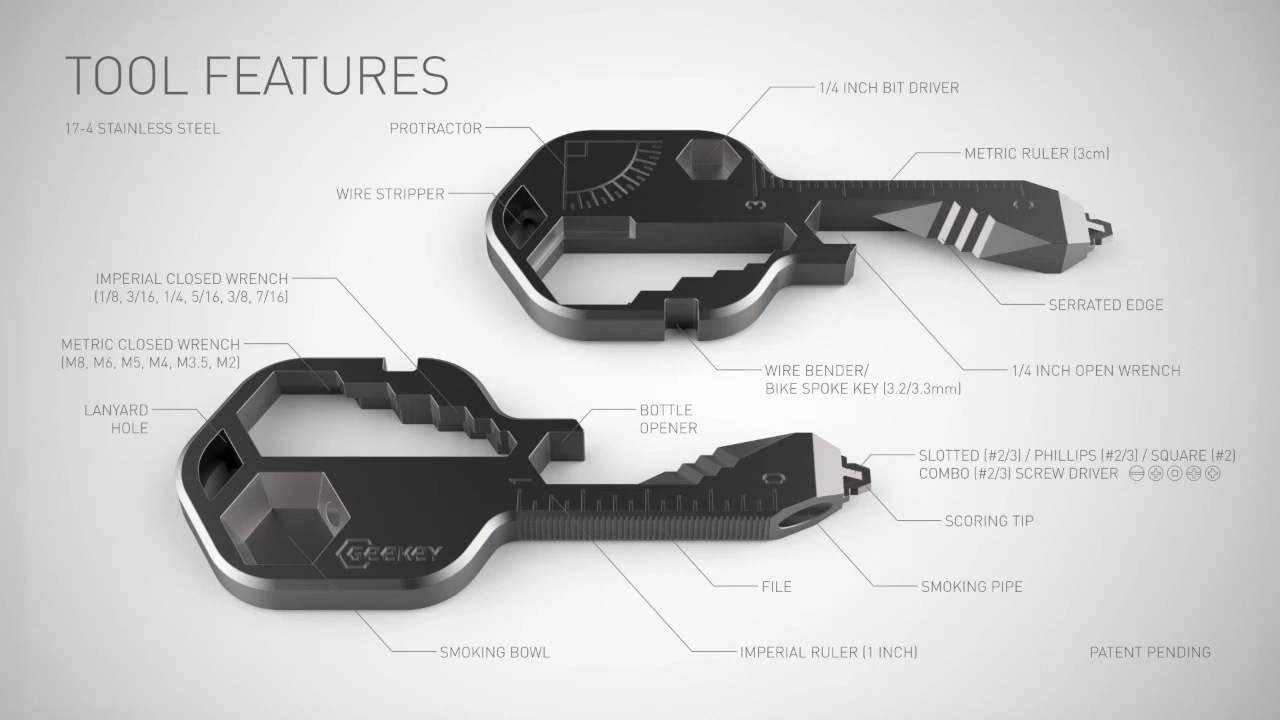 TOOL FEATURES
17-4 STAINLESS STEEL
1/4 INCH BIT DRIVER
PROTRACTOR
METRIC RULER (3cm)
WIRE STRIPPER
3
0
IMPERIAL CLOSED WRENCH
(1/8, 3/16, 1/4, 5/16, 3/8, 7/16)
SERRATED EDGE
METRIC CLOSED WRENCH
(M8, M6, M5, M4, M3.5, M2)
WIRE BENDER/
BIKE SPOKE KEY (3.2/3.3mm)
1/4 INCH OPEN WRENCH
LANYARD
HOLE
BOTTLE
OPENER
SLOTTED (#2/3) / PHILLIPS (#2/3) / SQUARE (#2)
COMBO (#2/3) SCREW DRIVER
1
0
SCORING TIP
GEEKEY
FILE
SMOKING PIPE
SMOKING BOWL
IMPERIAL RULER (1 INCH)
PATENT PENDING